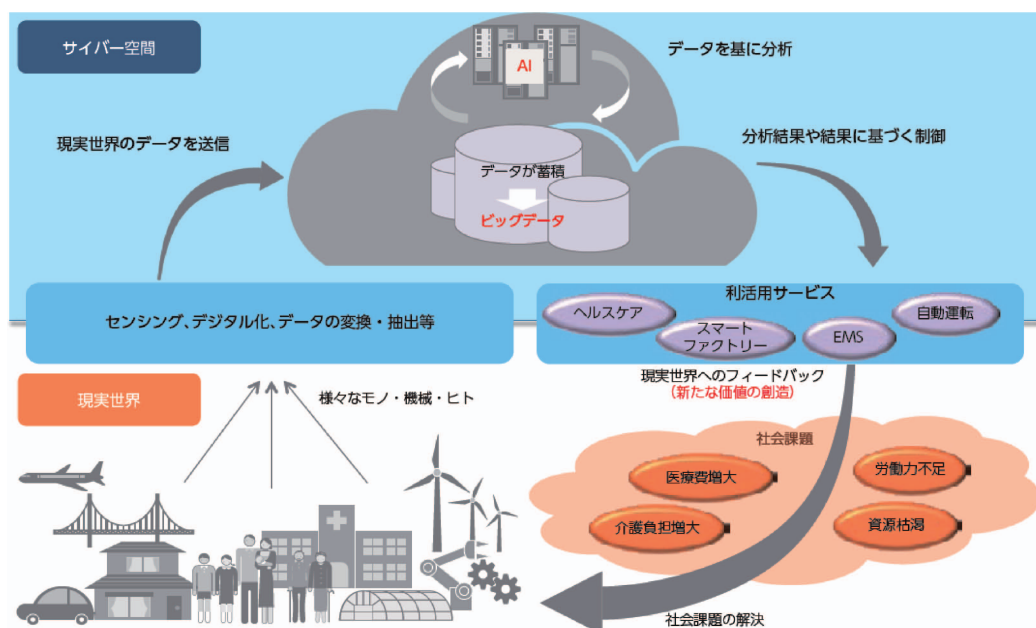 サイバー空間
データを基に分析
AI
現実世界のデータを送信
分析結果や結果に基づく制御
データが蓄積
ビッグデータ
利活用サービス
センシング、デジタル化、データの変換・抽出等
ヘルスケア
スマート
ファクトリー
EMS
自動運転
現実世界へのフィードバック
（新たな価値の創造）
現実世界
様々なモノ・機械・ヒト
社会課題
医療費増大
労働力不足
介護負担増大
資源枯渇
社会課題の解決